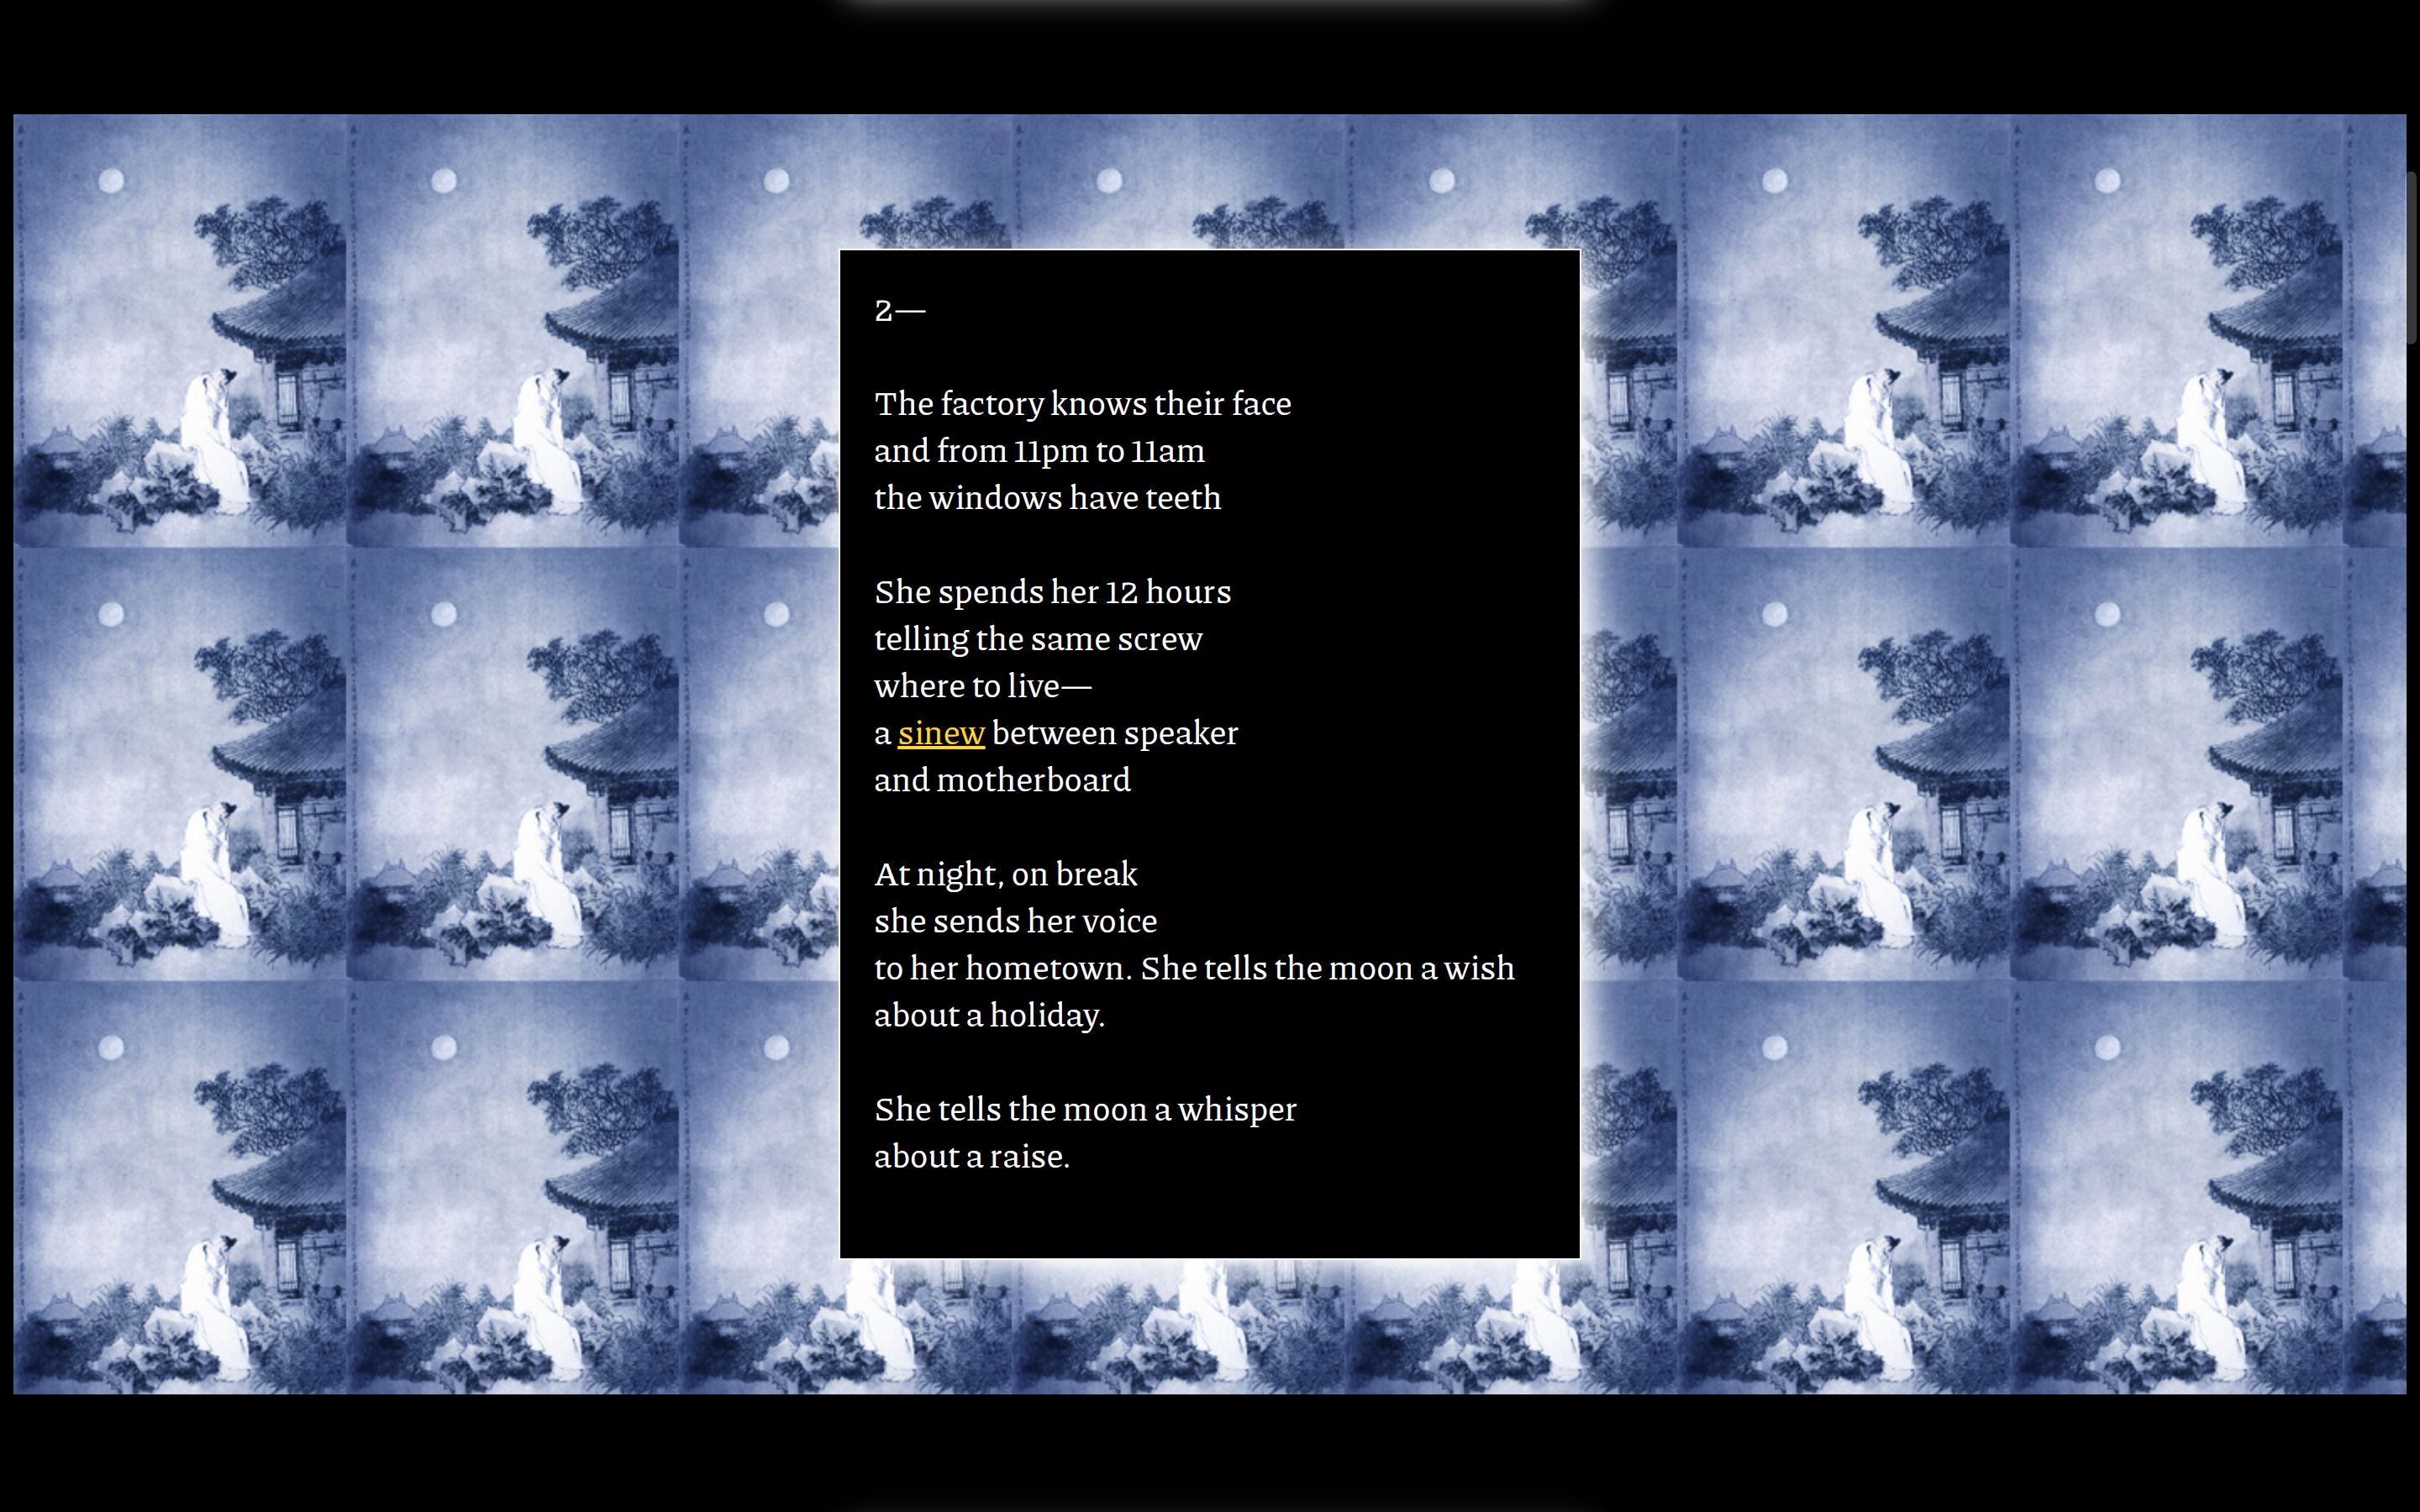 2—
The factory knows their face
and from 11pm to 11am
the windows have teeth
She spends her 12 hours
telling the same screw
where to live—
a sinew between speaker
and motherboard
At night, on break
she sends her voice
to her hometown. She tells the moon a wish
about a holiday.
She tells the moon a whisper
about a raise.